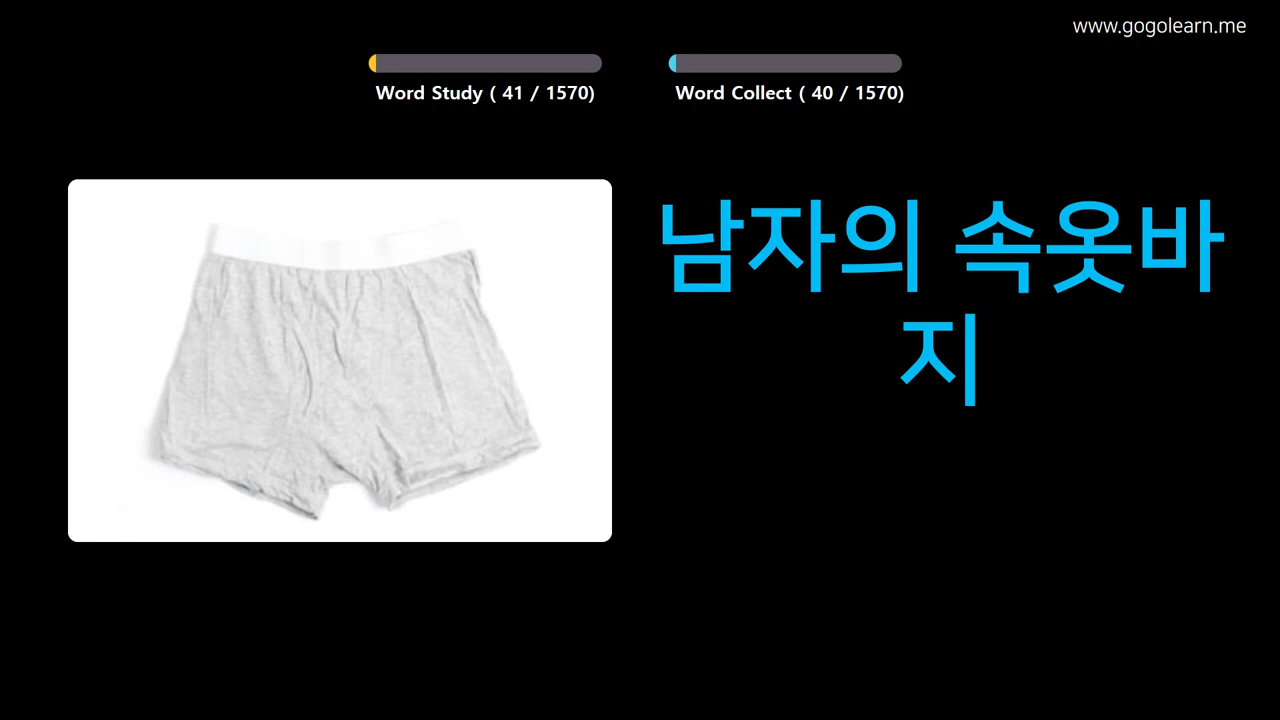 www.gogolearn.me
Word Study ( 41 / 1570)
Word Collect ( 40 / 1570)
남자의 속옷바
지